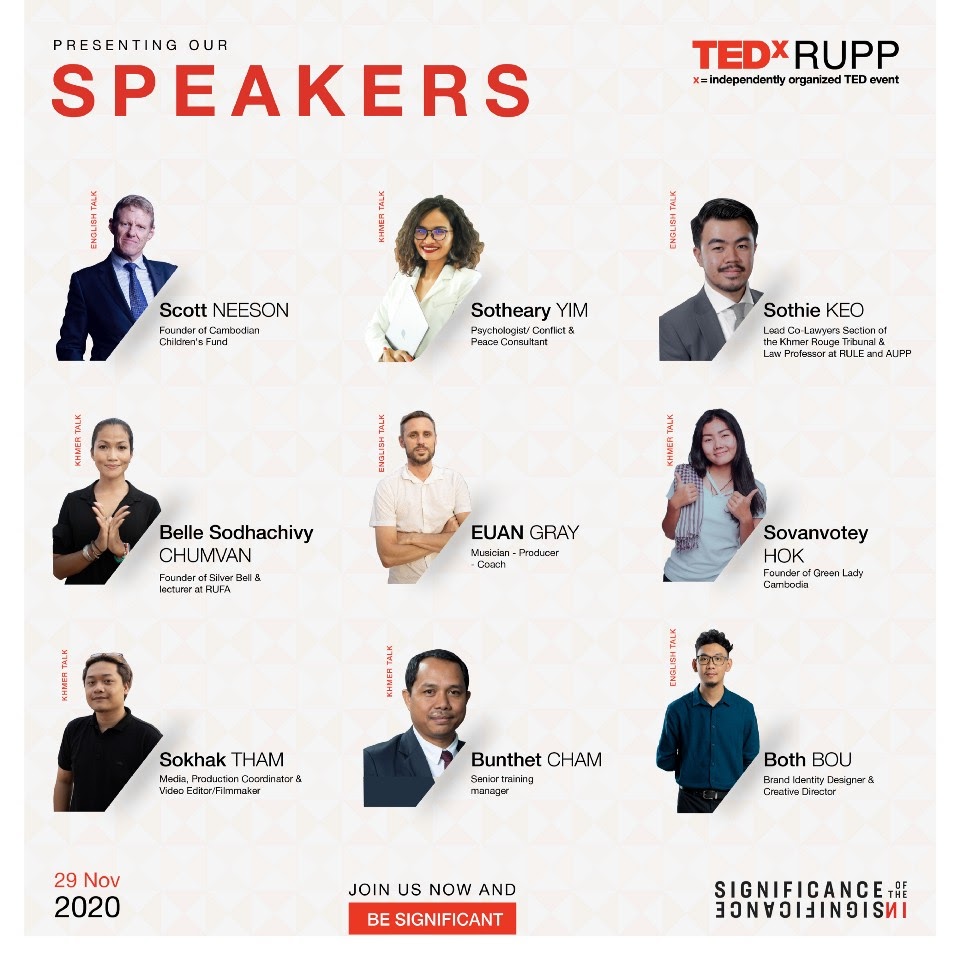 PRESENTING OUR
SPEAKERS
TEDxRUPP
x = independently organized TED event
ENGLISH TALK
Scott NEESON
Founder of Cambodian
Children's Fund
KHMER TALK
Sotheary YIM
Psychologist/ Conflict &
Peace Consultant
ENGLISH TALK
Sothie KEO
Lead Co-Lawyers Section of
the Khmer Rouge Tribunal &
Law Professor at RULE and AUPP
KHMER TALK
Belle Sodhachivy
CHUMVAN
Founder of Silver Bell &
lecturer at RUFA
ENGLISH TALK
EUAN GRAY
Musician - Producer
- Coach
KHMER TALK
Sovanvotey
HOK
Founder of Green Lady
Cambodia
KHMER TALK
Sokhak THAM
Media, Production Coordinator &
Video Editor/Filmmaker
KHMER TALK
Bunthet CHAM
Senior training
manager
ENGLISH TALK
Both BOU
Brand Identity Designer &
Creative Director
29 Nov
2020
JOIN US NOW AND
BE SIGNIFICANT
SIGNIFICANCE OF THE
INSIGNIFICANCE